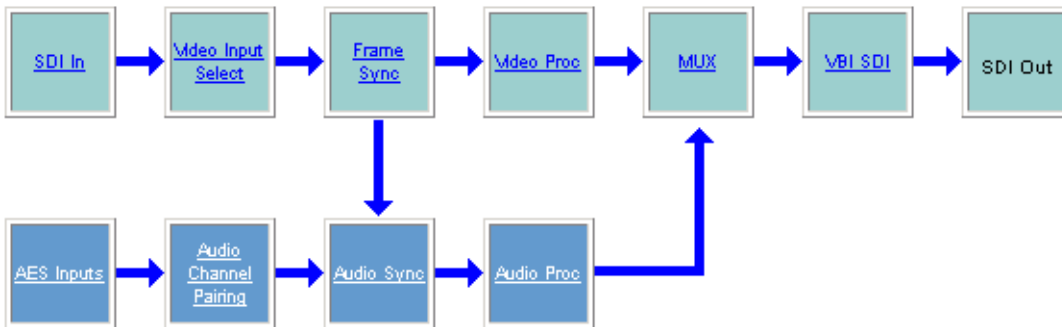 SDI In
Video Input
Select
Frame
Sync
Video Proc
MUX
VBI SDI
SDI Out
AES Inputs
Audio
Channel
Pairing
Audio Sync
Audio Proc